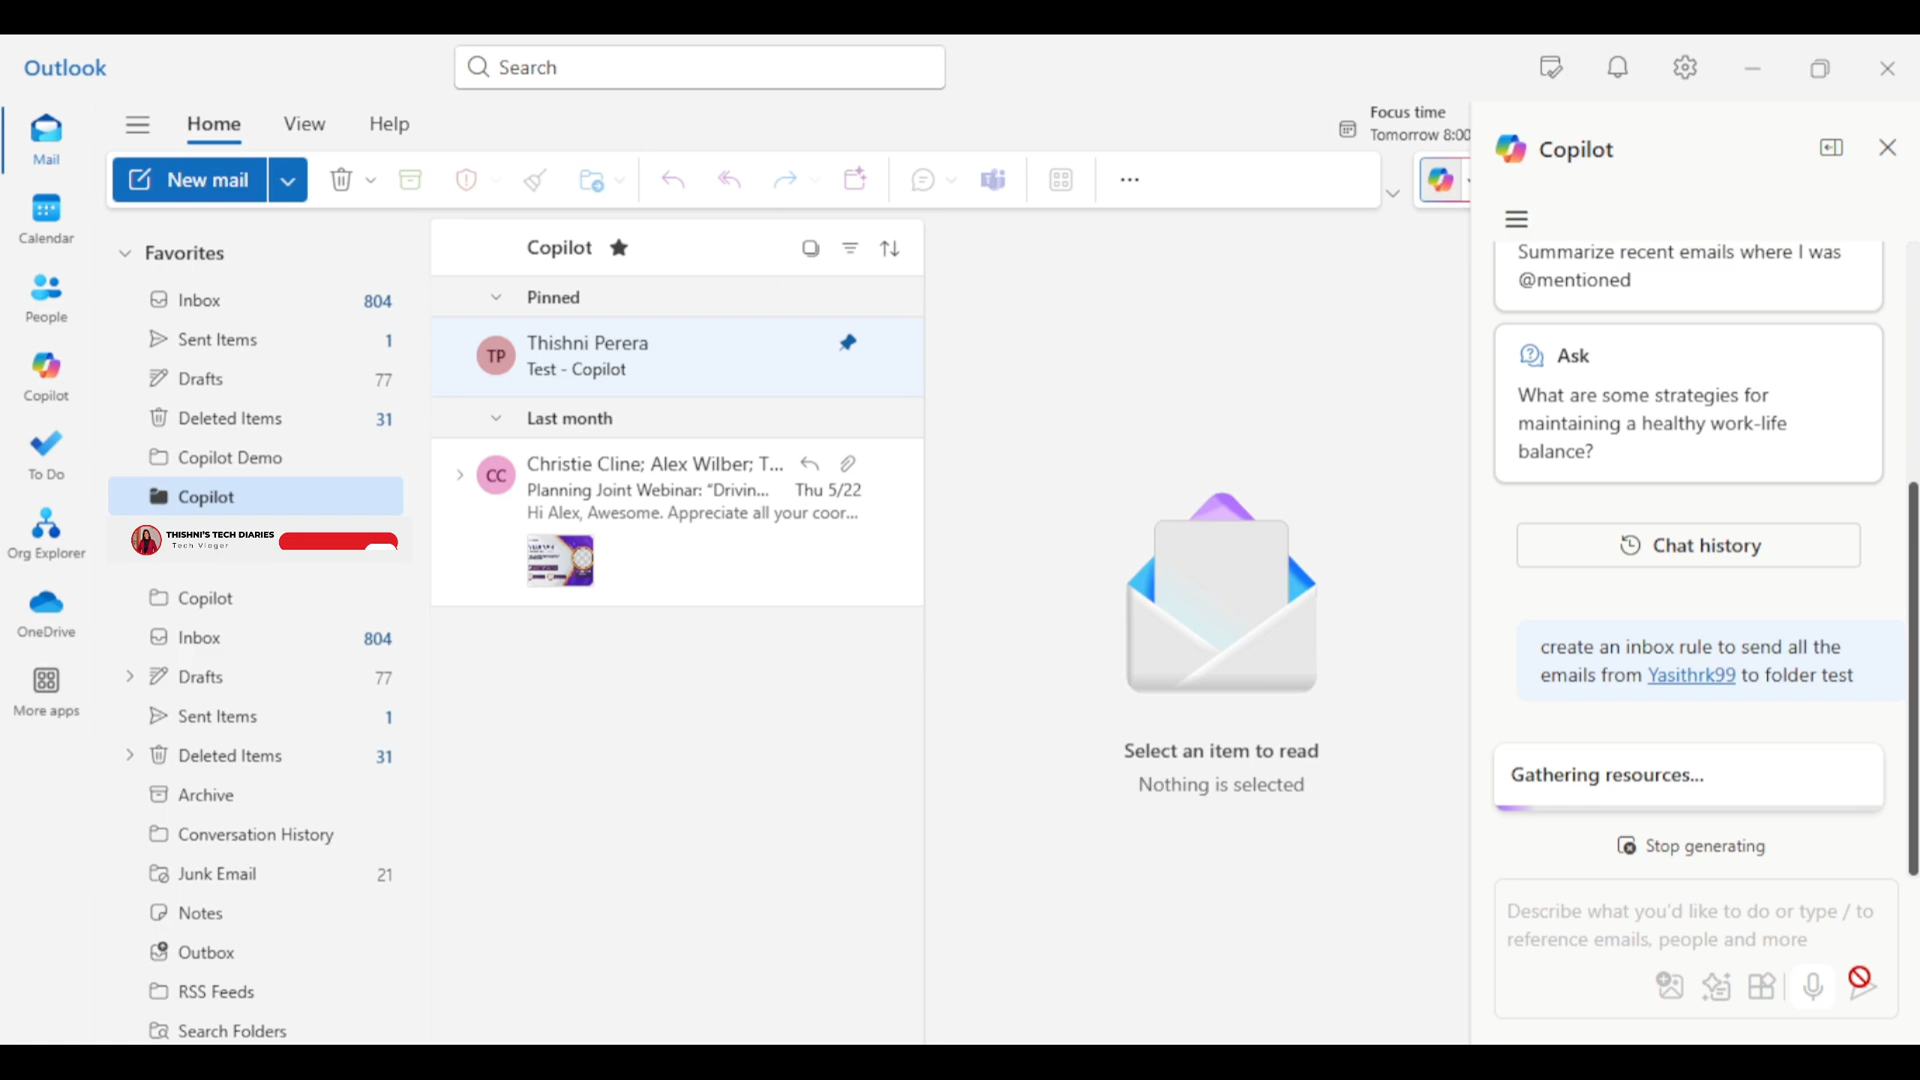 Outlook
Search
Mail
Calendar
People
Copilot
To Do
Org Explorer
OneDrive
More apps
Home View Help
Focus time
Tomorrow 8:00
New mail
Favorites
Inbox 804
Sent Items 1
Drafts 77
Deleted Items 31
Copilot Demo
Copilot
THISHNI'S TECH DIARIES
Tech Vloger
Copilot
Inbox 804
Drafts 77
Sent Items 1
Deleted Items 31
Archive
Conversation History
Junk Email 21
Notes
Outbox
RSS Feeds
Search Folders
Copilot
Pinned
TP
Thishni Perera
Test - Copilot
Last month
CC
Christie Cline; Alex Wilber; T...
Planning Joint Webinar: "Drivin... Thu 5/22
Hi Alex, Awesome. Appreciate all your coor...
Select an item to read
Nothing is selected
Copilot
Summarize recent emails where I was
@mentioned
Ask
What are some strategies for
maintaining a healthy work-life
balance?
Chat history
create an inbox rule to send all the
emails from Yasithrk99 to folder test
Gathering resources...
Stop generating
Describe what you'd like to do or type / to
reference emails, people and more